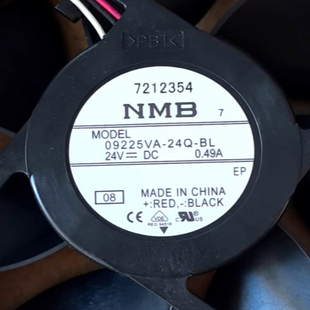 >PBT<
7212354
NMB 7
MODEL
09225VA-24Q-BL
24V⎓DC 0.49A
EP
08 MADE IN CHINA
+:RED,-:BLACK
C US